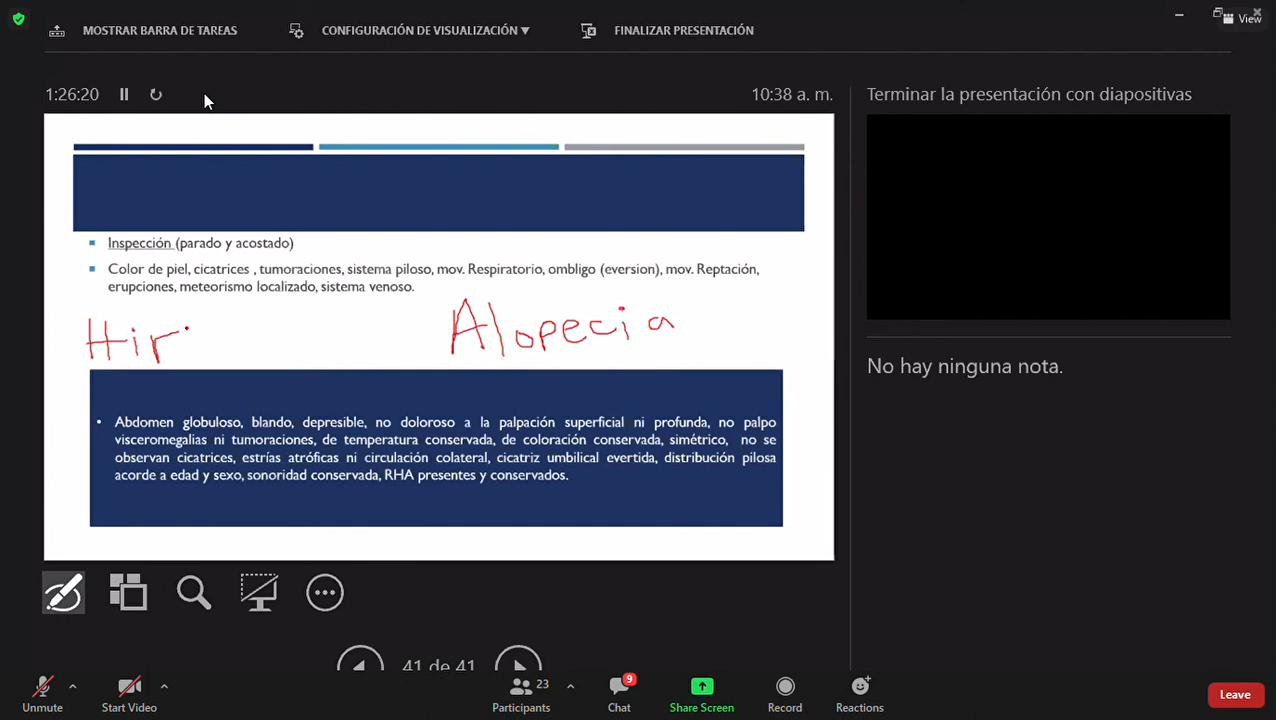 View
MOSTRAR BARRA DE TAREAS CONFIGURACIÓN DE VISUALIZACIÓN ▼ FINALIZAR PRESENTACIÓN
1:26:20 10:38 a. m. Terminar la presentación con diapositivas
Inspección (parado y acostado)
Color de piel, cicatrices , tumoraciones, sistema piloso, mov. Respiratorio, ombligo (eversion), mov. Reptación,
erupciones, meteorismo localizado, sistema venoso.
Hir Alopecia
No hay ninguna nota.
• Abdomen globuloso, blando, depresible, no doloroso a la palpación superficial ni profunda, no palpo
visceromegalias ni tumoraciones, de temperatura conservada, de coloración conservada, simétrico, no se
observan cicatrices, estrías atróficas ni circulación colateral, cicatriz umbilical evertida, distribución pilosa
acorde a edad y sexo, sonoridad conservada, RHA presentes y conservados.
41 de 41
9
23
Unmute Start Video Participants Chat Share Screen Record Reactions Leave